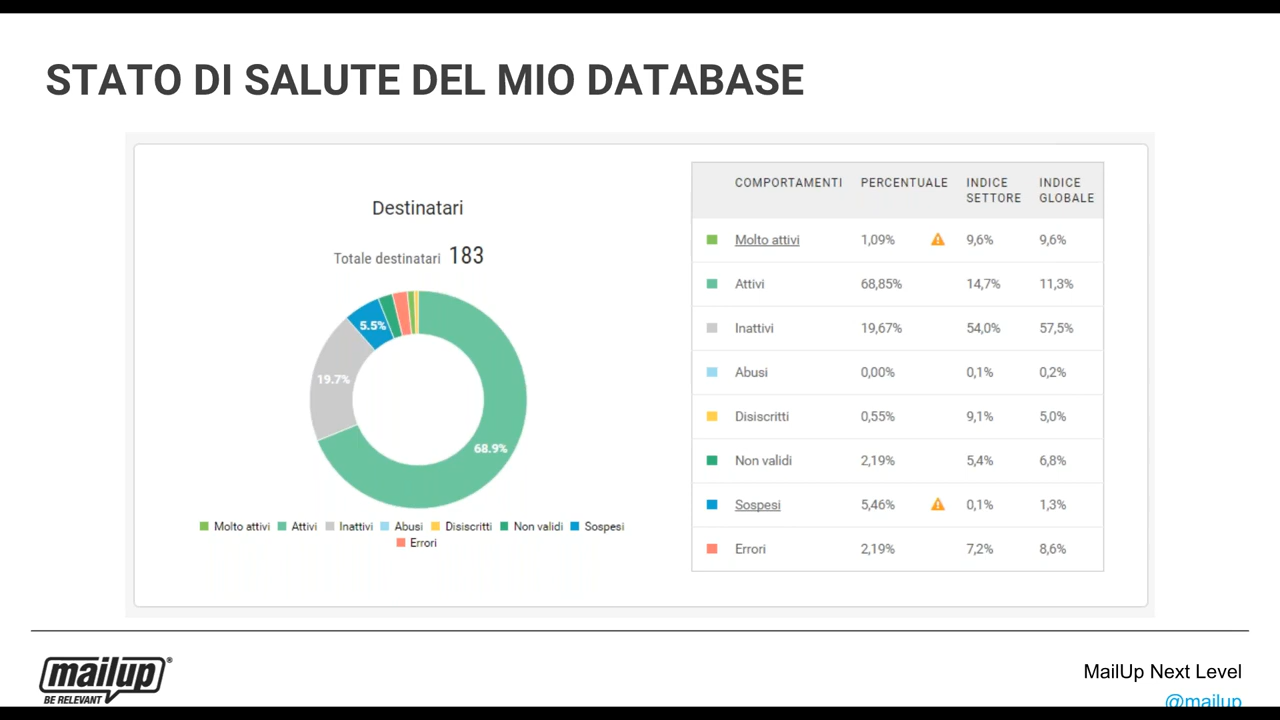 STATO DI SALUTE DEL MIO DATABASE
Destinatari
Totale destinatari 183
5.5%
19.7%
68.9%
Molto attivi Attivi Inattivi Abusi Disiscritti Non validi Sospesi
Errori
COMPORTAMENTI PERCENTUALE INDICE SETTORE INDICE GLOBALE
Molto attivi 1,09% 9,6% 9,6%
Attivi 68,85% 14,7% 11,3%
Inattivi 19,67% 54,0% 57,5%
Abusi 0,00% 0,1% 0,2%
Disiscritti 0,55% 9,1% 5,0%
Non validi 2,19% 5,4% 6,8%
Sospesi 5,46% 0,1% 1,3%
Errori 2,19% 7,2% 8,6%
mailup®
BE RELEVANT
MailUp Next Level
@mailup